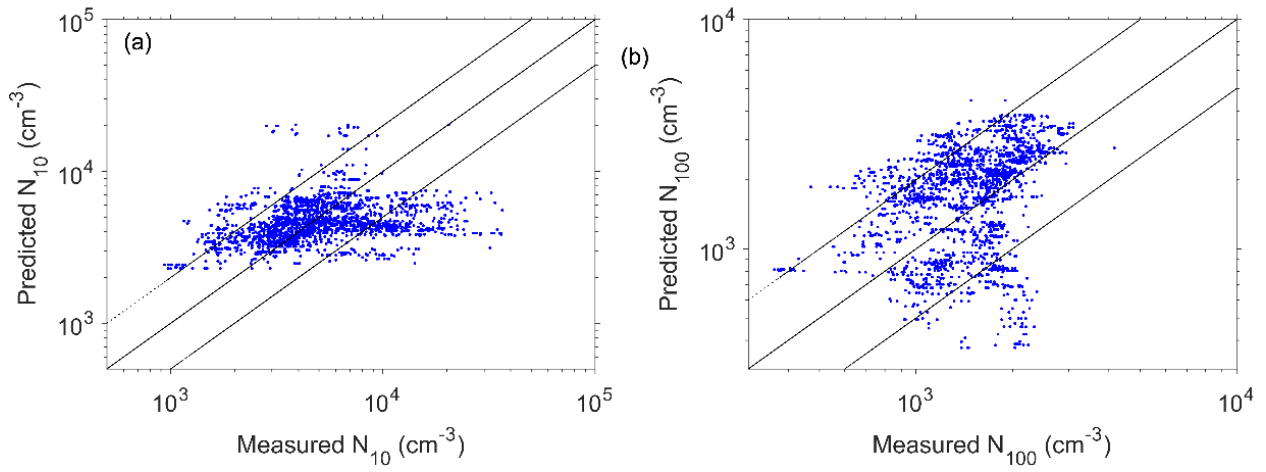 (a)
10^5
10^4
10^3
Predicted N_10 (cm^-3)
10^3 10^4 10^5
Measured N_10 (cm^-3)
(b)
10^4
10^3
Predicted N_100 (cm^-3)
10^3 10^4
Measured N_100 (cm^-3)